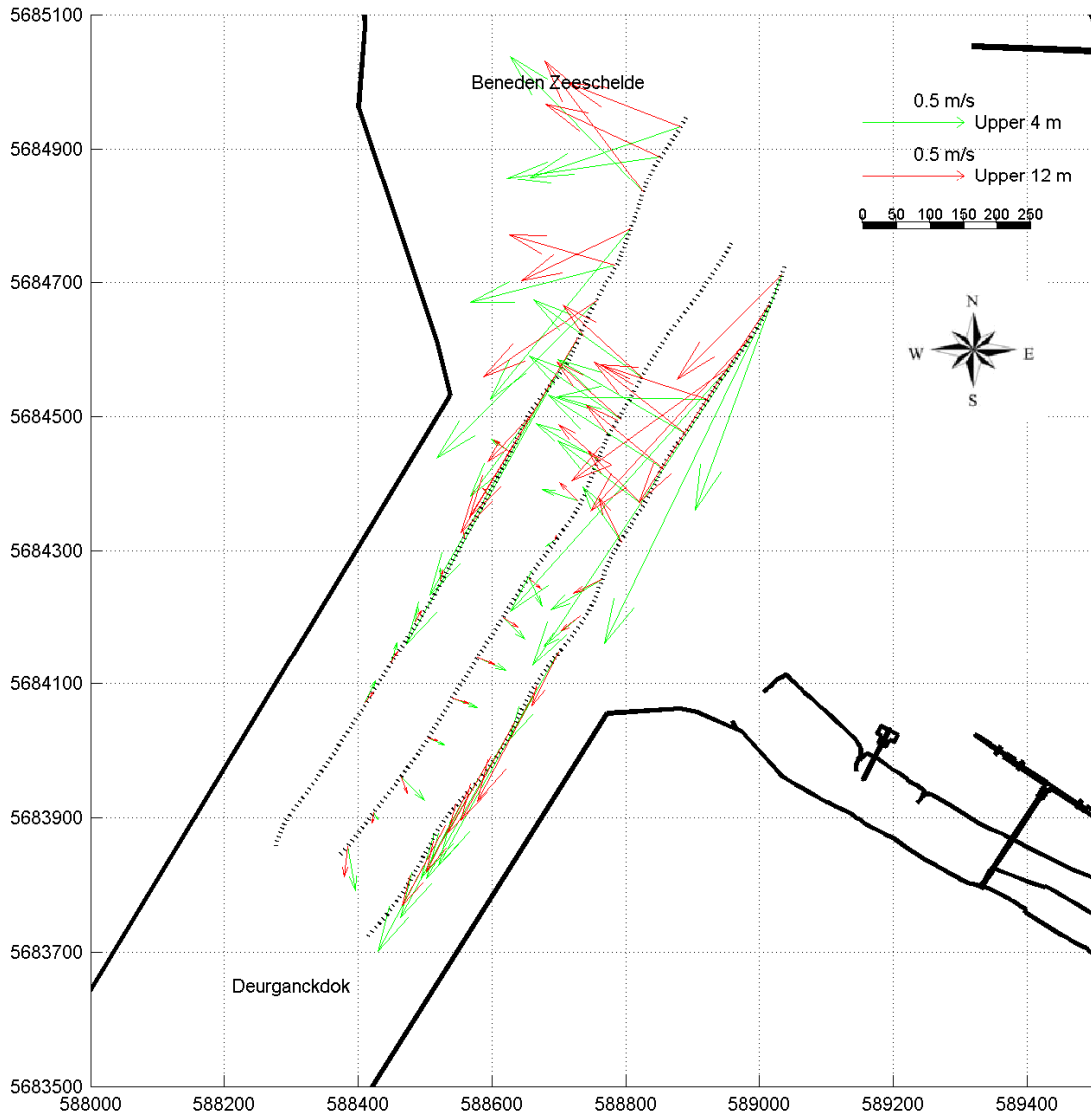 5685100
5684900
5684700
5684500
5684300
5684100
5683900
5683700
5683500
588000 588200 588400 588600 588800 589000 589200 589400
Beneden Zeeschelde
0.5 m/s
Upper 4 m
0.5 m/s
Upper 12 m
0 50 100 150 200 250
N
W E
S
Deurganckdok